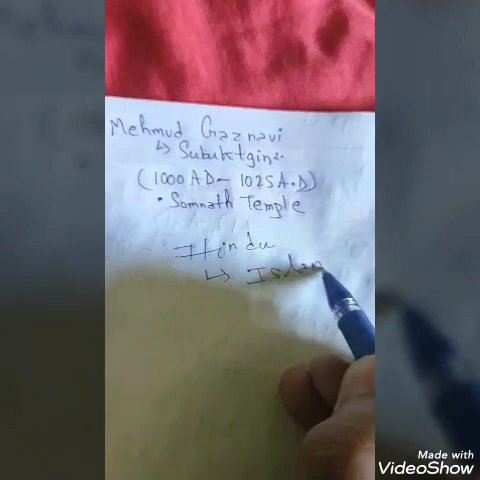 Mehmud Gaznavi
↳ Subuktgin:-
(1000 AD - 1025 A.D)
• Somnath Temple
Hindu
↳ Islam
Made with
VideoShow